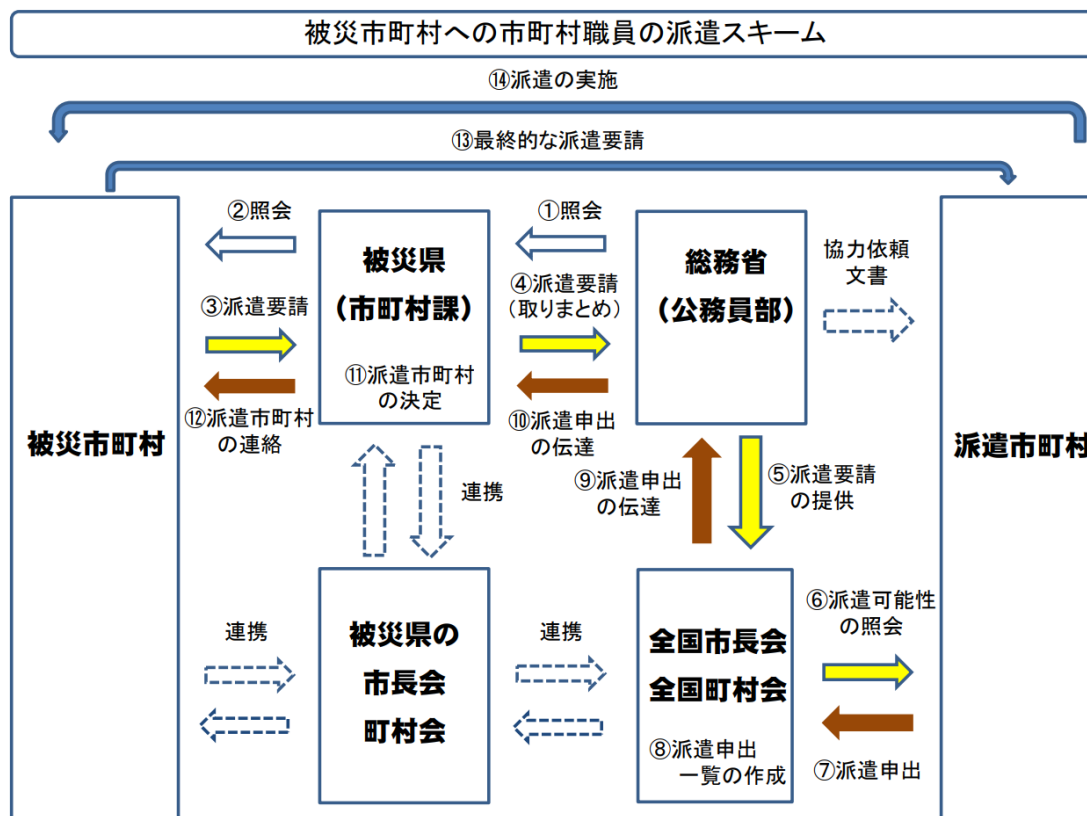 被災市町村への市町村職員の派遣スキーム
⑭派遣の実施
⑬最終的な派遣要請
②照会
①照会
被災県
(市町村課)
総務省
(公務員部)
協力依頼
文書
③派遣要請
④派遣要請
(取りまとめ)
⑪派遣市町村
の決定
⑫派遣市町村
の連絡
⑩派遣申出
の伝達
被災市町村
派遣市町村
連携
⑨派遣申出
の伝達
⑤派遣要請
の提供
⑥派遣可能性
の照会
連携
被災県の
市長会
町村会
連携
全国市長会
全国町村会
⑧派遣申出
一覧の作成
⑦派遣申出